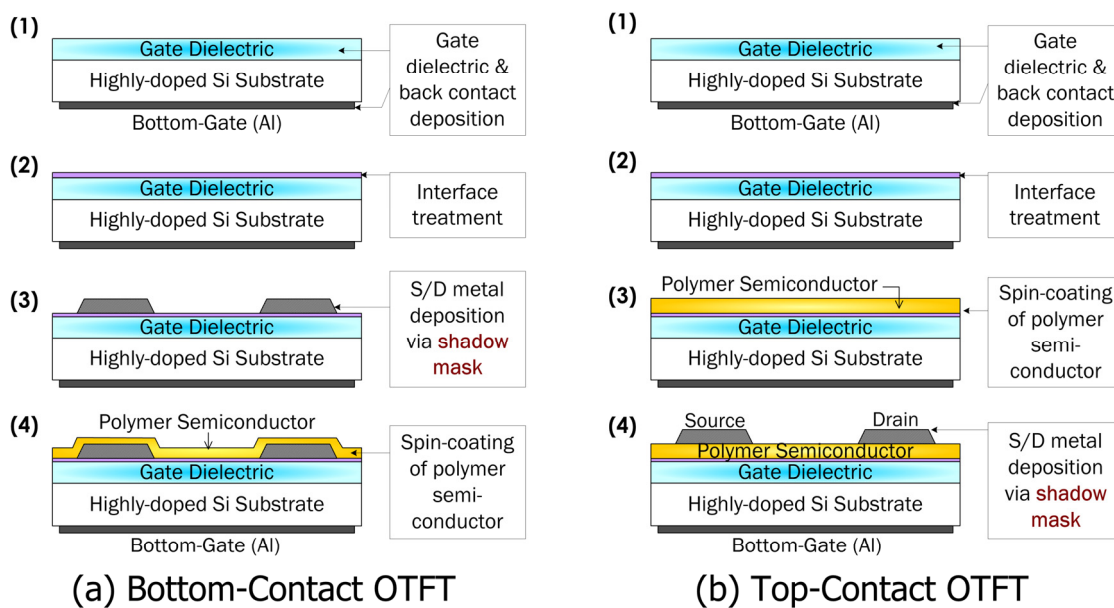 (1)
Gate Dielectric
Highly-doped Si Substrate
Bottom-Gate (Al)
Gate
dielectric &
back contact
deposition
(2)
Gate Dielectric
Highly-doped Si Substrate
Interface
treatment
(3)
Gate Dielectric
Highly-doped Si Substrate
S/D metal
deposition
via shadow
mask
(4)
Polymer Semiconductor
Gate Dielectric
Highly-doped Si Substrate
Bottom-Gate (Al)
Spin-coating
of polymer
semi-
conductor
(a) Bottom-Contact OTFT
(1)
Gate Dielectric
Highly-doped Si Substrate
Bottom-Gate (Al)
Gate
dielectric &
back contact
deposition
(2)
Gate Dielectric
Highly-doped Si Substrate
Interface
treatment
(3)
Polymer Semiconductor
Gate Dielectric
Highly-doped Si Substrate
Spin-coating
of polymer
semi-
conductor
(4)
Source
Drain
Polymer Semiconductor
Gate Dielectric
Highly-doped Si Substrate
Bottom-Gate (Al)
S/D metal
deposition
via shadow
mask
(b) Top-Contact OTFT